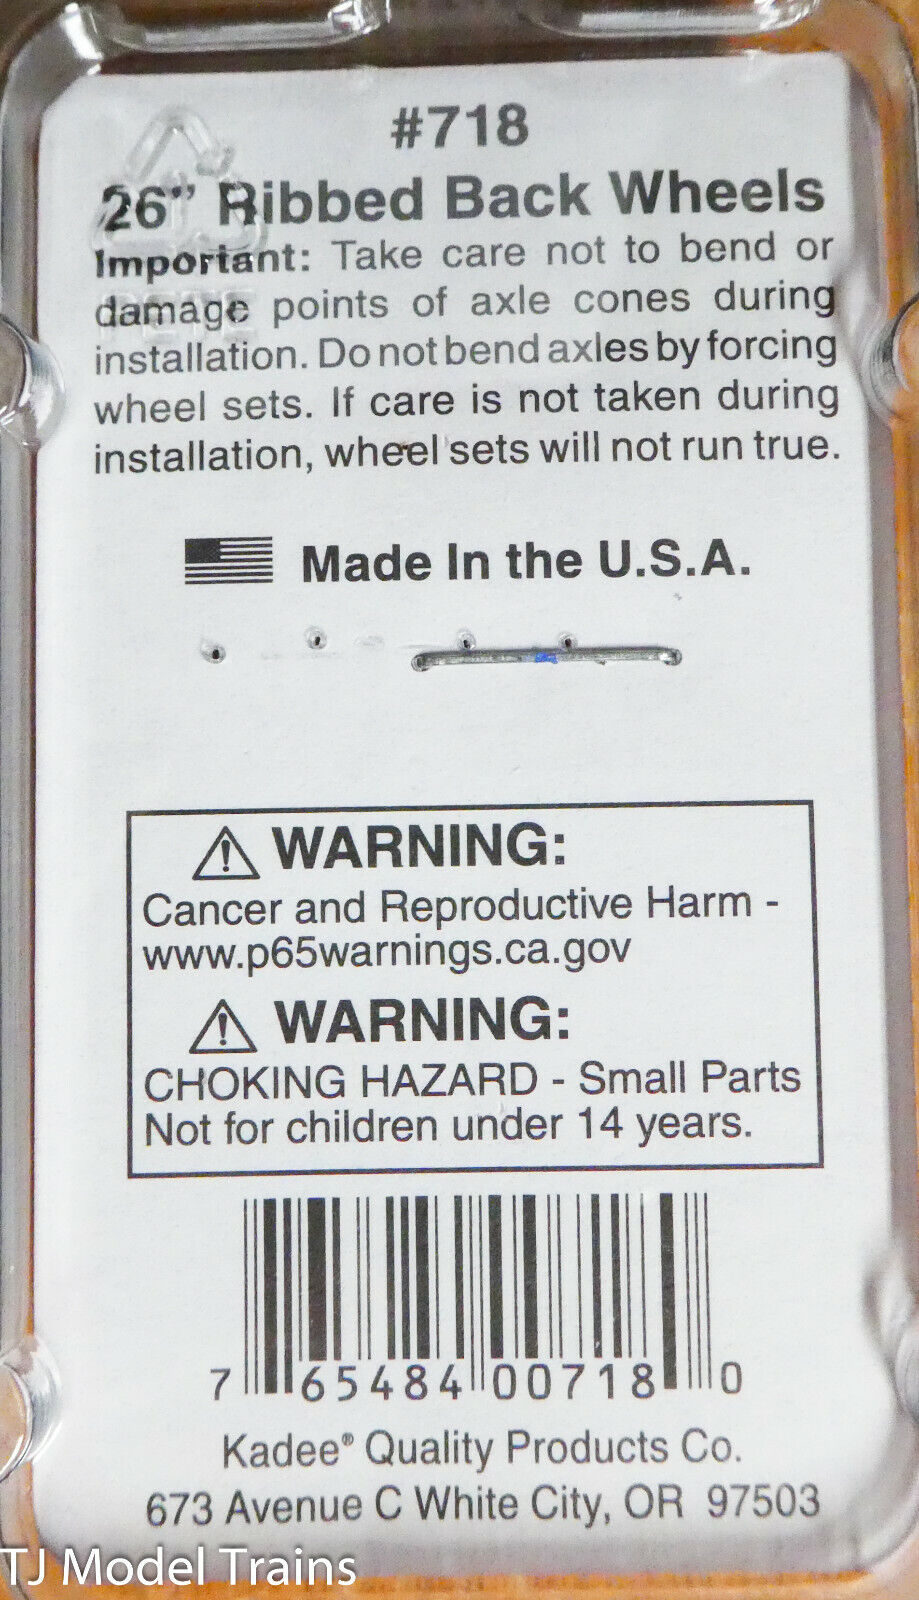 #718
26" Ribbed Back Wheels
Important: Take care not to bend or
damage points of axle cones during
installation. Do not bend axles by forcing
wheel sets. If care is not taken during
installation, wheel sets will not run true.
Made In the U.S.A.
⚠ WARNING:
Cancer and Reproductive Harm -
www.p65warnings.ca.gov
⚠ WARNING:
CHOKING HAZARD - Small Parts
Not for children under 14 years.
7 65484 00718 0
Kadee® Quality Products Co.
673 Avenue C White City, OR 97503
TJ Model Trains